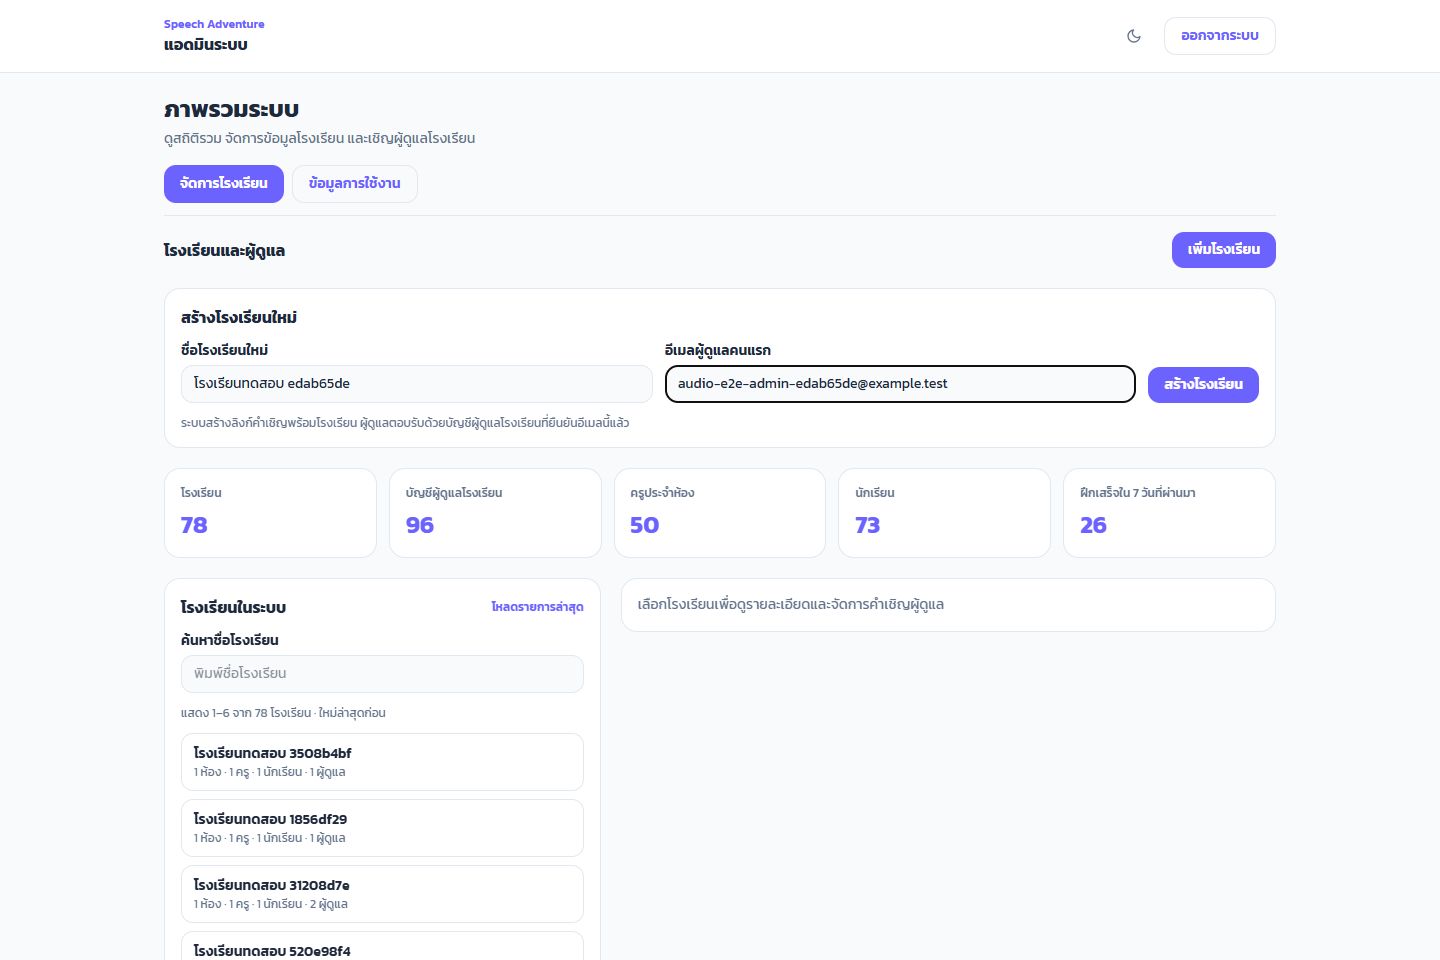 Speech Adventure
แอดมินระบบ
ออกจากระบบ
ภาพรวมระบบ
ดูสถิติรวม จัดการข้อมูลโรงเรียน และเชิญผู้ดูแลโรงเรียน
จัดการโรงเรียน
ข้อมูลการใช้งาน
โรงเรียนและผู้ดูแล
เพิ่มโรงเรียน
สร้างโรงเรียนใหม่
ชื่อโรงเรียนใหม่
โรงเรียนทดสอบ edab65de
อีเมลผู้ดูแลคนแรก
audio-e2e-admin-edab65de@example.test
สร้างโรงเรียน
ระบบสร้างลิงก์คำเชิญพร้อมโรงเรียน ผู้ดูแลตอบรับด้วยบัญชีผู้ดูแลโรงเรียนที่ยืนยันอีเมลนี้แล้ว
โรงเรียน
78
บัญชีผู้ดูแลโรงเรียน
96
ครูประจำห้อง
50
นักเรียน
73
ฝึกเสร็จใน 7 วันที่ผ่านมา
26
โรงเรียนในระบบ
โหลดรายการล่าสุด
ค้นหาชื่อโรงเรียน
พิมพ์ชื่อโรงเรียน
แสดง 1–6 จาก 78 โรงเรียน · ใหม่ล่าสุดก่อน
โรงเรียนทดสอบ 3508b4bf
1 ห้อง · 1 ครู · 1 นักเรียน · 1 ผู้ดูแล
โรงเรียนทดสอบ 1856df29
1 ห้อง · 1 ครู · 1 นักเรียน · 1 ผู้ดูแล
โรงเรียนทดสอบ 31208d7e
1 ห้อง · 1 ครู · 1 นักเรียน · 2 ผู้ดูแล
โรงเรียนทดสอบ 520e98f4
เลือกโรงเรียนเพื่อดูรายละเอียดและจัดการคำเชิญผู้ดูแล